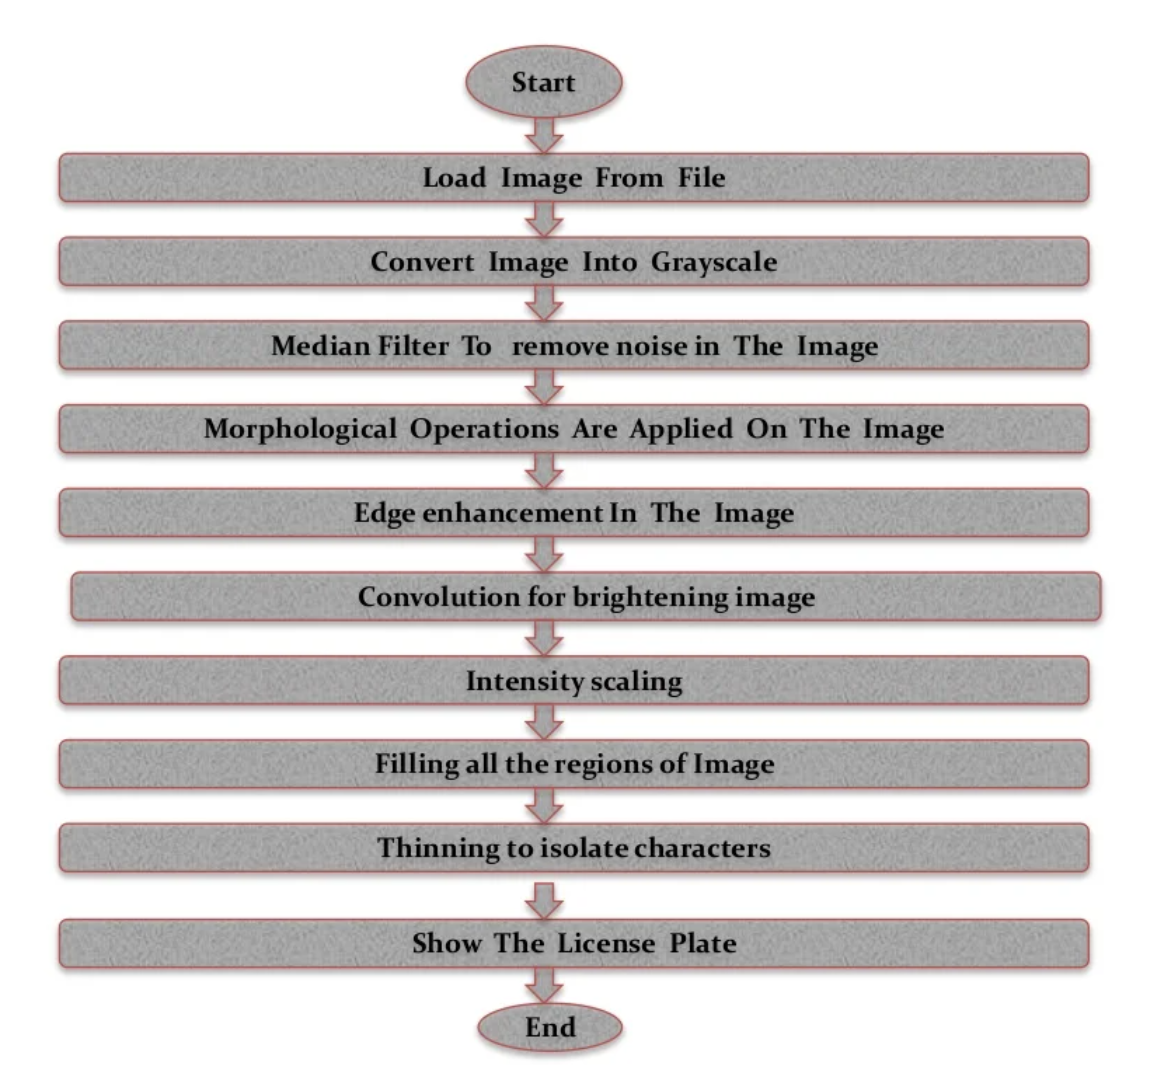 Start
Load Image From File
Convert Image Into Grayscale
Median Filter To remove noise in The Image
Morphological Operations Are Applied On The Image
Edge enhancement In The Image
Convolution for brightening image
Intensity scaling
Filling all the regions of Image
Thinning to isolate characters
Show The License Plate
End